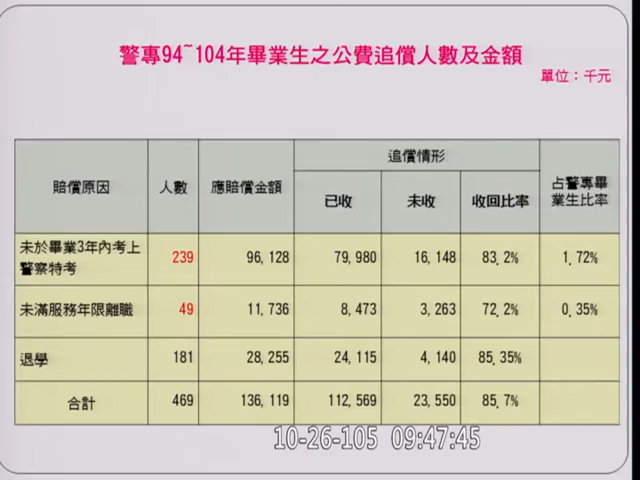 警專94~104年畢業生之公費追償人數及金額
單位：千元
賠償原因 人數 應賠償金額 追償情形 占警專畢業生比率
已收 未收 收回比率
未於畢業3年內考上警察特考 239 96,128 79,980 16,148 83.2% 1.72%
未滿服務年限離職 49 11,736 8,473 3,263 72.2% 0.35%
退學 181 28,255 24,115 4,140 85.35%
合計 469 136,119 112,569 23,550 85.7%
10-26-105 09:47:45